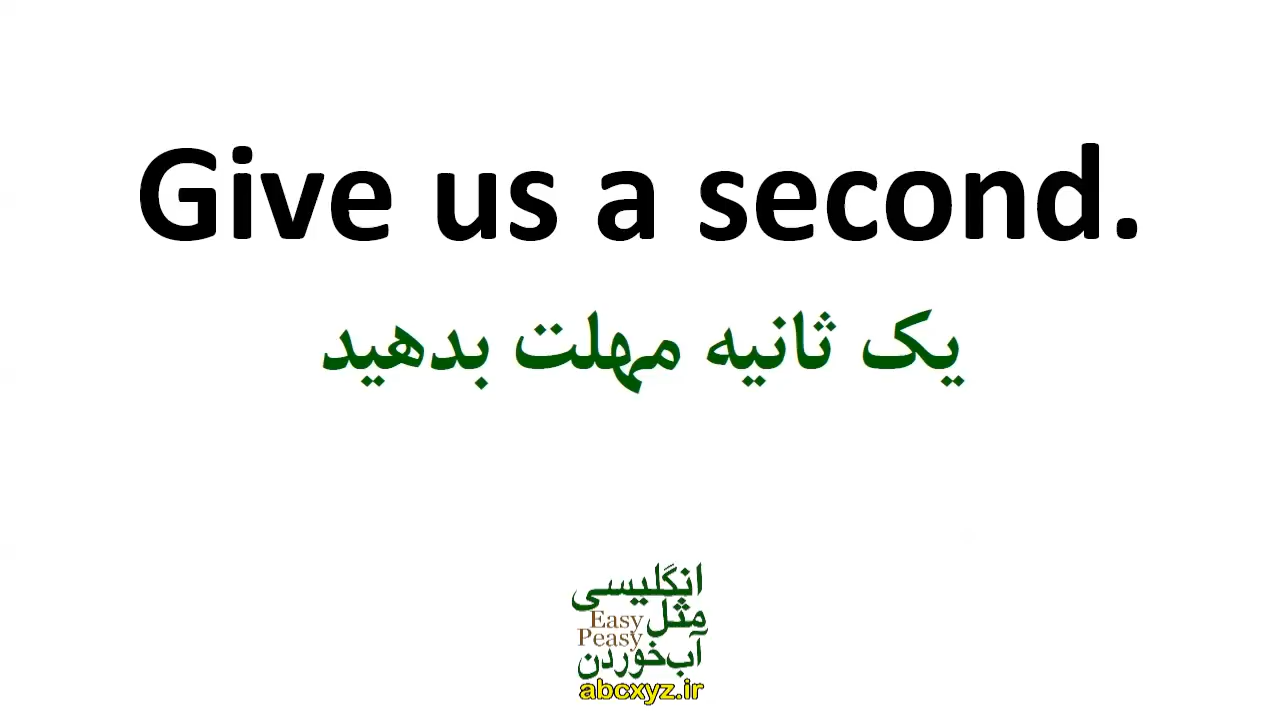 Give us a second.
یک ثانیه مهلت بدهید
انگلیسی
مثل
Easy
Peasy
آب‌خوردن
abcxyz.ir